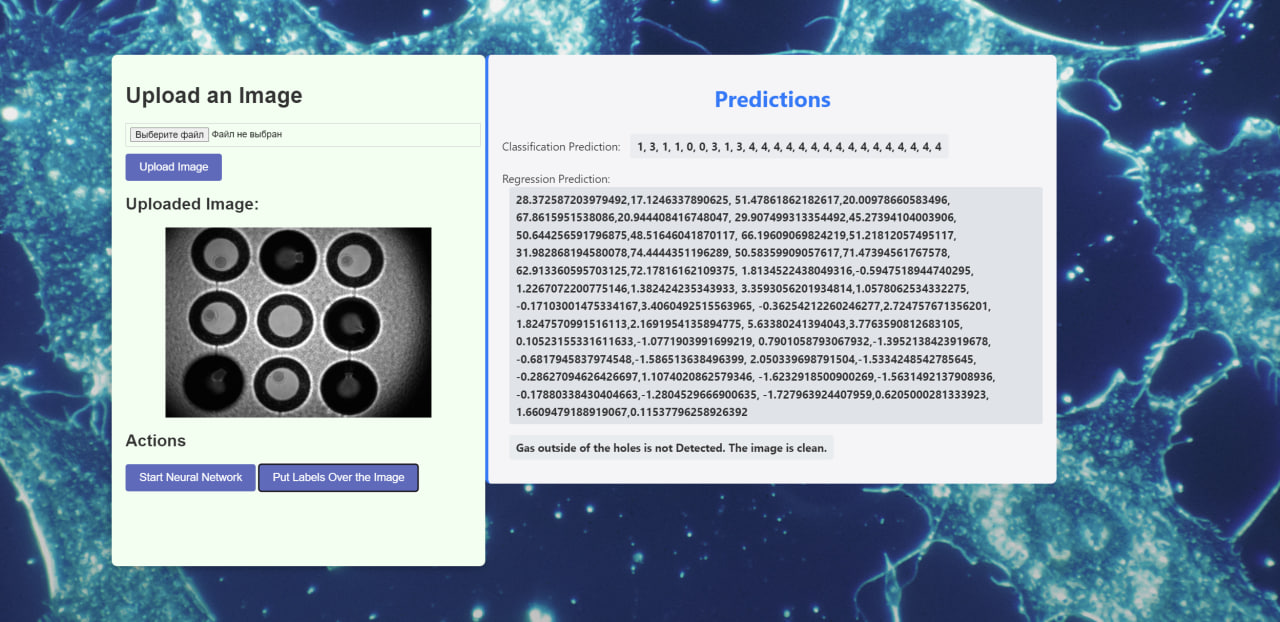 Upload an Image
Выберите файл Файл не выбран
Upload Image
Uploaded Image:
Actions
Start Neural Network
Put Labels Over the Image
Predictions
Classification Prediction: 1, 3, 1, 1, 0, 0, 3, 1, 3, 4, 4, 4, 4, 4, 4, 4, 4, 4, 4, 4, 4, 4, 4, 4, 4
Regression Prediction:
28.372587203979492,17.1246337890625, 51.47861862182617,20.00978660583496,
67.8615951538086,20.944408416748047, 29.907499313354492,45.27394104003906,
50.644256591796875,48.51646041870117, 66.19609069824219,51.21812057495117,
31.982868194580078,74.4444351196289, 50.58359909057617,71.47394561767578,
62.913360595703125,72.17816162109375, 1.8134522438049316,-0.5947518944740295,
1.2267072200775146,1.382424235343933, 3.3593056201934814,1.0578062534332275,
-0.17103001475334167,3.4060492515563965, -0.36254212260246277,2.724757671356201,
1.8247570991516113,2.1691954135894775, 5.63380241394043,3.7763590812683105,
0.10523155331611633,-1.0771903991699219, 0.7901058793067932,-1.3952138423919678,
-0.6817945837974548,-1.586513638496399, 2.050339698791504,-1.5334248542785645,
-0.28627094626426697,1.1074020862579346, -1.6232918500900269,-1.5631492137908936,
-0.17880338430404663,-1.2804529666900635, -1.727963924407959,0.6205000281333923,
1.6609479188919067,0.11537796258926392
Gas outside of the holes is not Detected. The image is clean.